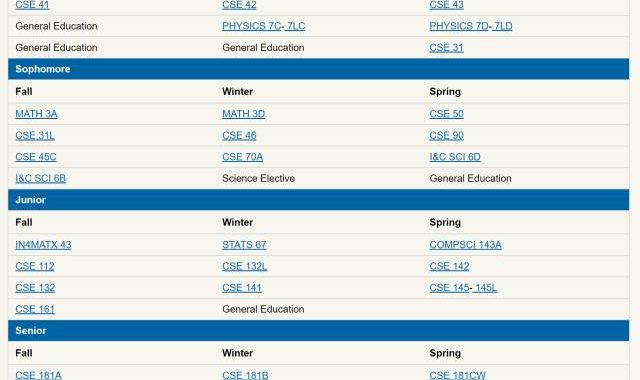 CSE 41 CSE 42 CSE 43
General Education PHYSICS 7C- 7LC PHYSICS 7D- 7LD
General Education General Education CSE 31
Sophomore
Fall Winter Spring
MATH 3A MATH 3D CSE 50
CSE 31L CSE 46 CSE 90
CSE 45C CSE 70A I&C SCI 6D
I&C SCI 6B Science Elective General Education
Junior
Fall Winter Spring
IN4MATX 43 STATS 67 COMPSCI 143A
CSE 112 CSE 132L CSE 142
CSE 132 CSE 141 CSE 145- 145L
CSE 161 General Education
Senior
Fall Winter Spring
CSE 181A CSE 181B CSE 181CW